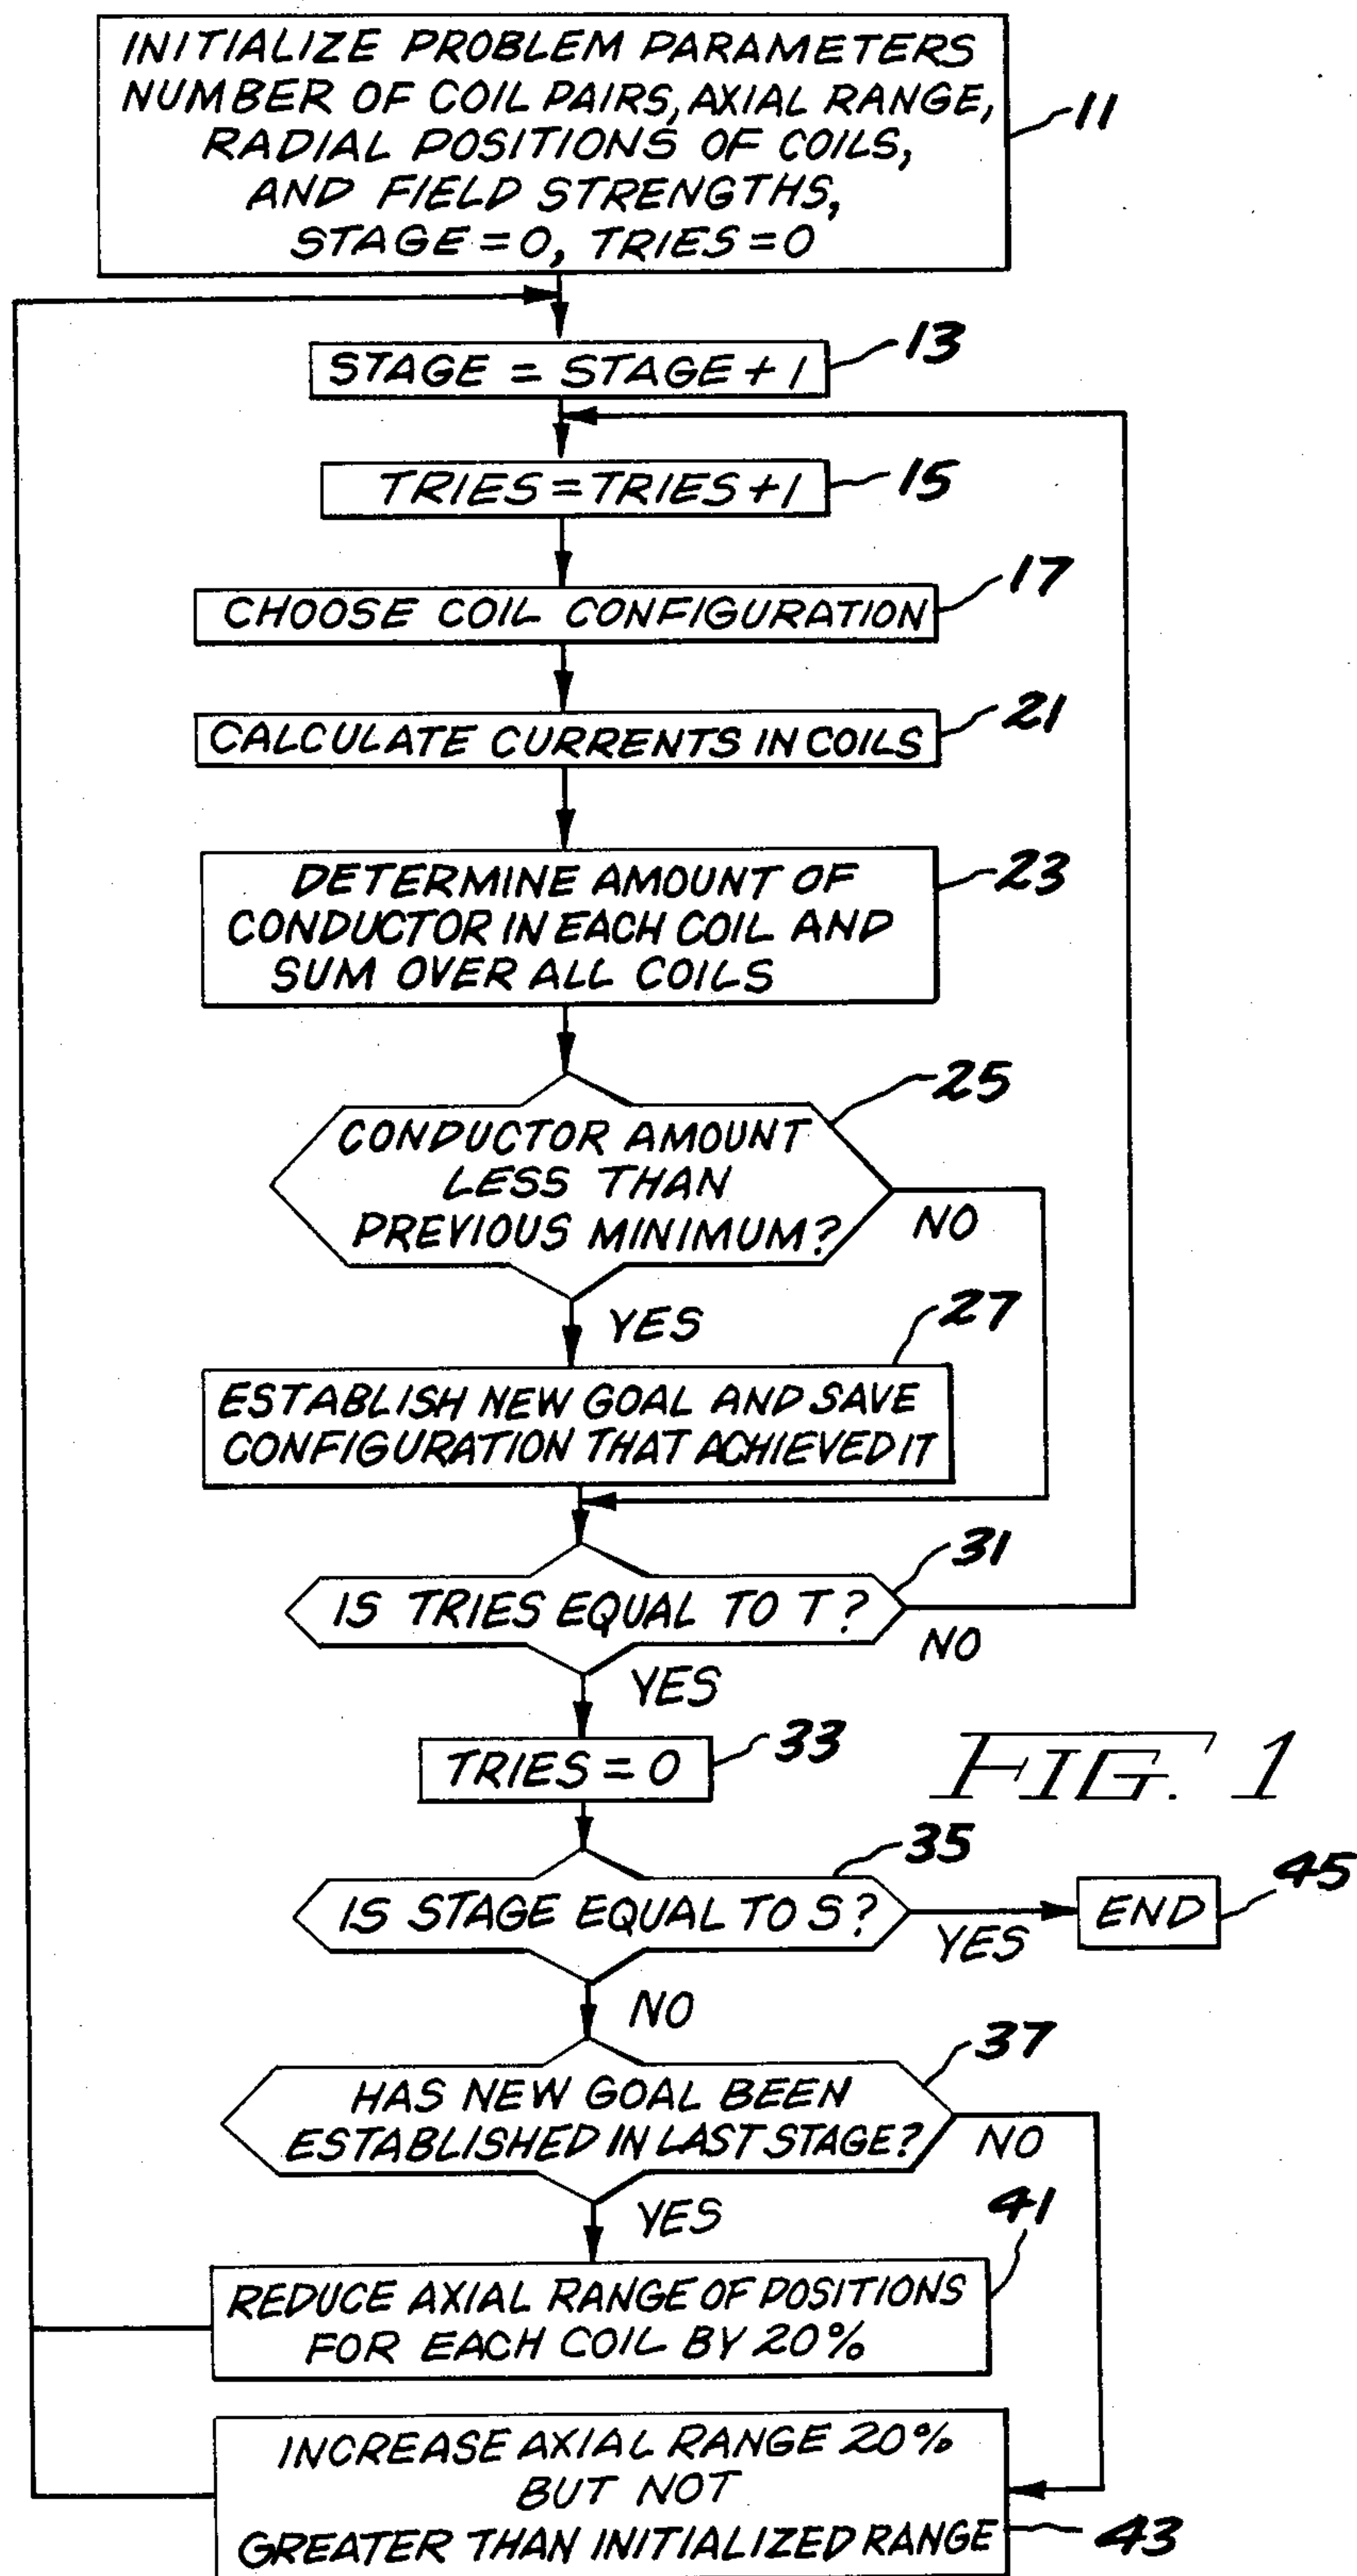 INITIALIZE PROBLEM PARAMETERS
NUMBER OF COIL PAIRS, AXIAL RANGE,
RADIAL POSITIONS OF COILS,
AND FIELD STRENGTHS,
STAGE = 0, TRIES = 0
11
STAGE = STAGE + 1
13
TRIES = TRIES + 1
15
CHOOSE COIL CONFIGURATION
17
CALCULATE CURRENTS IN COILS
21
DETERMINE AMOUNT OF
CONDUCTOR IN EACH COIL AND
SUM OVER ALL COILS
23
CONDUCTOR AMOUNT
LESS THAN
PREVIOUS MINIMUM?
25
NO
YES
ESTABLISH NEW GOAL AND SAVE
CONFIGURATION THAT ACHIEVED IT
27
IS TRIES EQUAL TO T?
31
NO
YES
TRIES = 0
33
FIG. 1
IS STAGE EQUAL TO S?
35
YES
END
45
NO
HAS NEW GOAL BEEN
ESTABLISHED IN LAST STAGE?
37
NO
YES
REDUCE AXIAL RANGE OF POSITIONS
FOR EACH COIL BY 20%
41
INCREASE AXIAL RANGE 20%
BUT NOT
GREATER THAN INITIALIZED RANGE
43